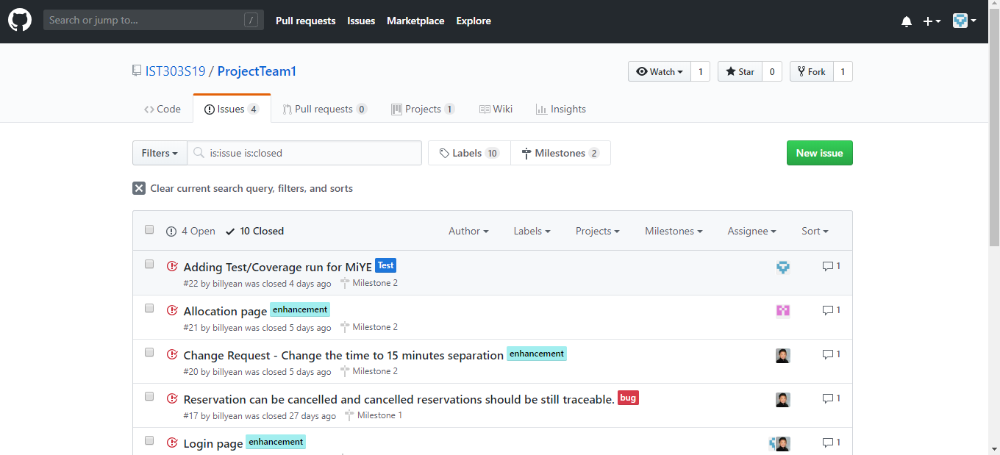 Search or jump to... / Pull requests Issues Marketplace Explore
IST303S19 / ProjectTeam1 Watch 1 Star 0 Fork 1
Code Issues 4 Pull requests 0 Projects 1 Wiki Insights
Filters is:issue is:closed Labels 10 Milestones 2 New issue
Clear current search query, filters, and sorts
4 Open 10 Closed Author Labels Projects Milestones Assignee Sort
Adding Test/Coverage run for MiYE Test 1
#22 by billyean was closed 4 days ago Milestone 2
Allocation page enhancement 1
#21 by billyean was closed 5 days ago Milestone 2
Change Request - Change the time to 15 minutes separation enhancement 1
#20 by billyean was closed 5 days ago Milestone 2
Reservation can be cancelled and cancelled reservations should be still traceable. bug 1
#17 by billyean was closed 27 days ago Milestone 1
Login page enhancement 1